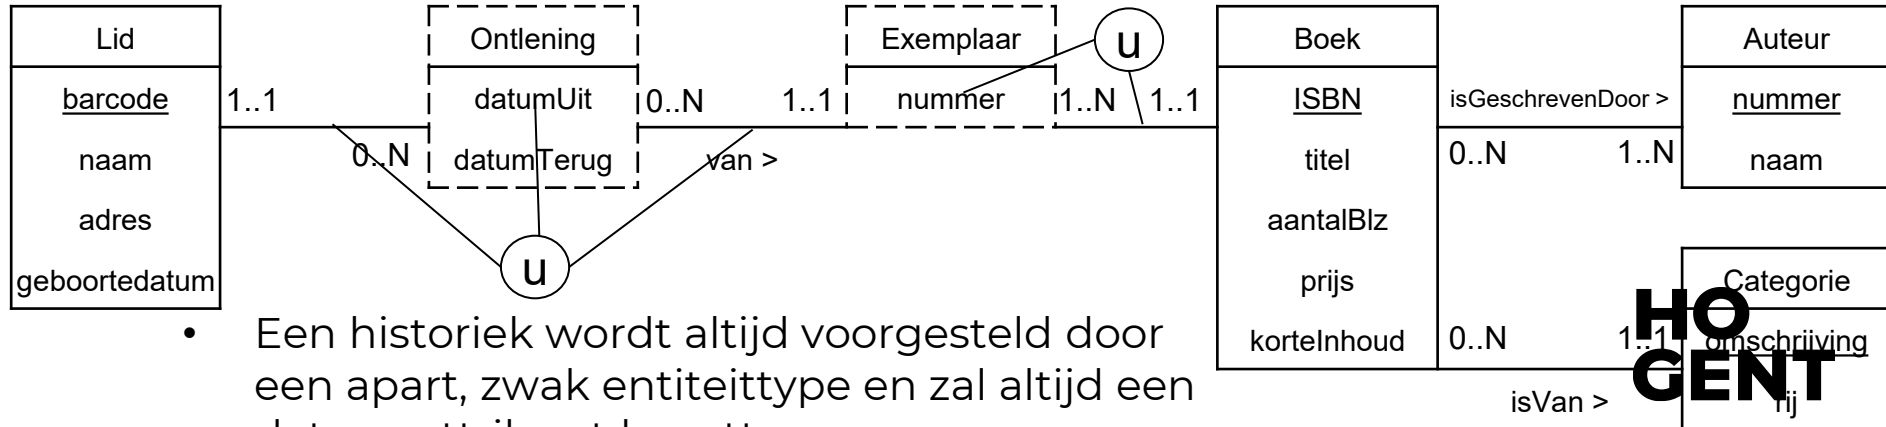 Lid
barcode
naam
adres
geboortedatum
1..1
0..N
Ontlening
datumUit
datumTerug
u
0..N
1..1
van >
Exemplaar
nummer
u
1..N
1..1
Boek
ISBN
titel
aantalBlz
prijs
korteInhoud
isGeschrevenDoor >
0..N
1..N
Auteur
nummer
naam
0..N
1..1
isVan >
Categorie
omschrijving
rij
HO
GENT
• Een historiek wordt altijd voorgesteld door
een apart, zwak entiteittype en zal altijd een